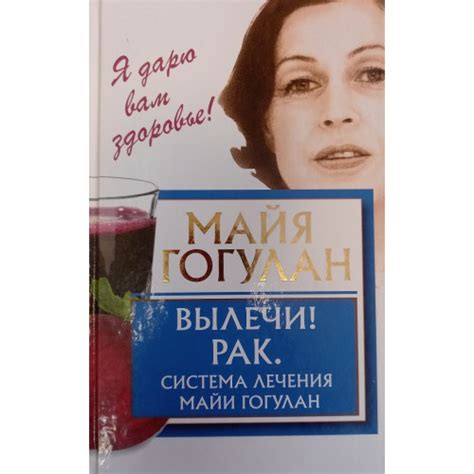 Я дарю
вам
здоровье!
МАЙЯ
ГОГУЛАН
ВЫЛЕЧИ!
РАК.
СИСТЕМА ЛЕЧЕНИЯ
МАЙИ ГОГУЛАН